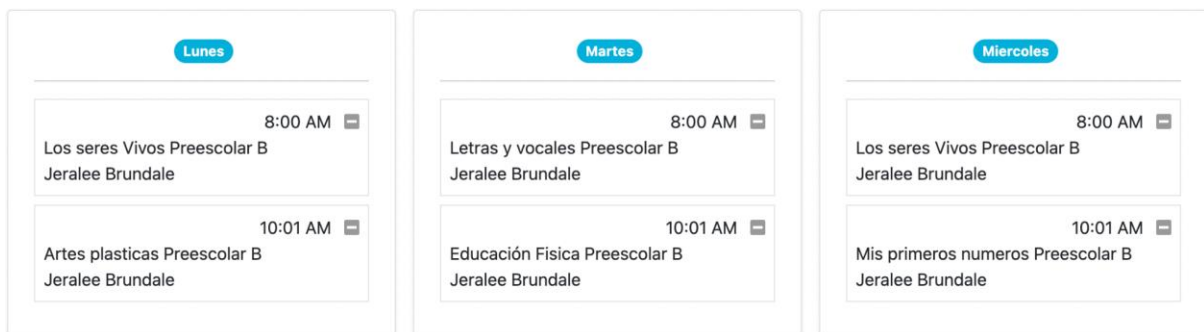 Lunes
8:00 AM
Los seres Vivos Preescolar B
Jeralee Brundale
10:01 AM
Artes plasticas Preescolar B
Jeralee Brundale
Martes
8:00 AM
Letras y vocales Preescolar B
Jeralee Brundale
10:01 AM
Educación Fisica Preescolar B
Jeralee Brundale
Miercoles
8:00 AM
Los seres Vivos Preescolar B
Jeralee Brundale
10:01 AM
Mis primeros numeros Preescolar B
Jeralee Brundale